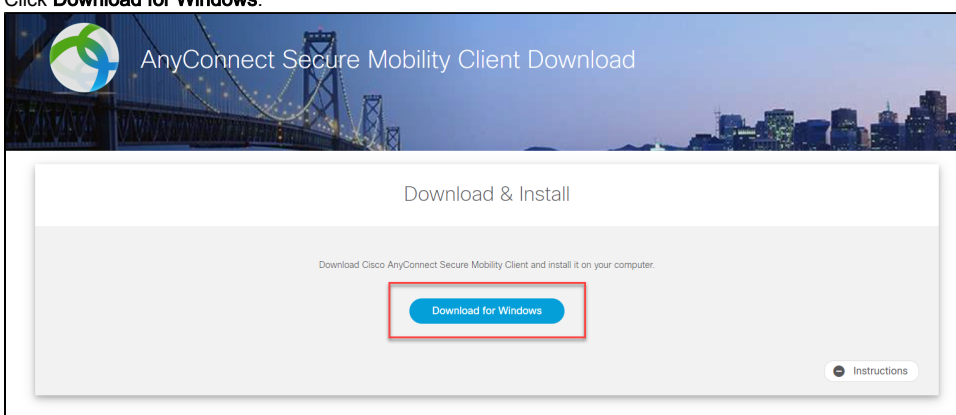 Click Download for Windows.
AnyConnect Secure Mobility Client Download
Download & Install
Download Cisco AnyConnect Secure Mobility Client and install it on your computer.
Download for Windows
Instructions